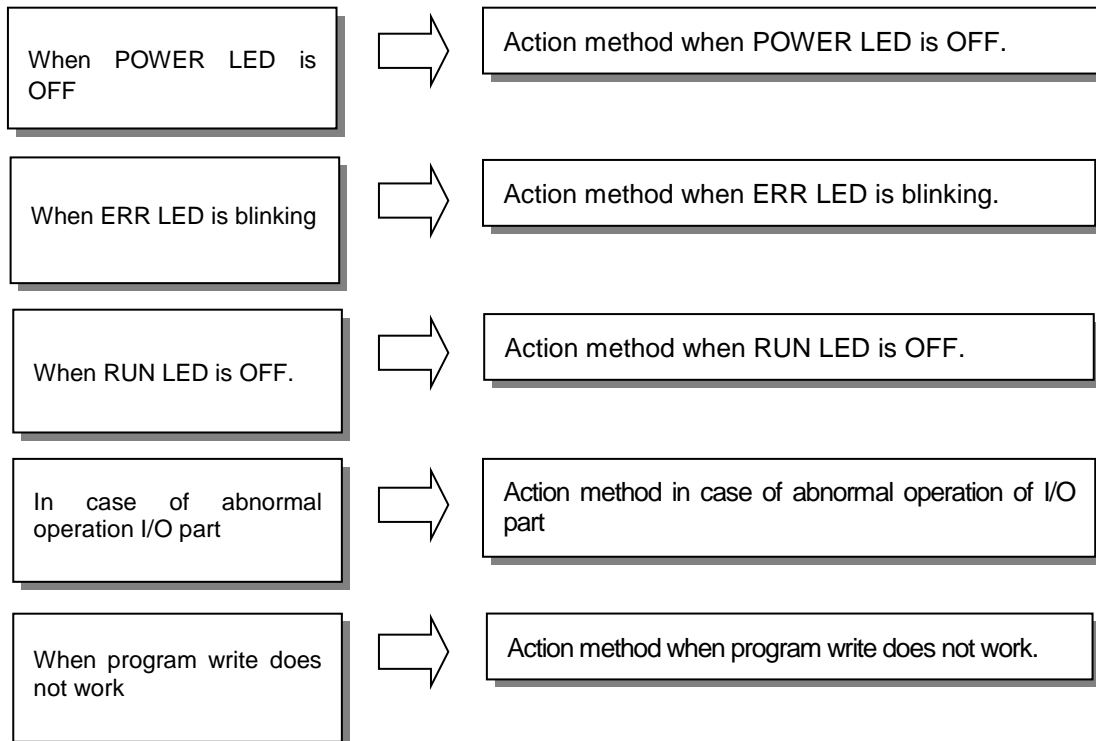 When POWER LED is
OFF
Action method when POWER LED is OFF.
When ERR LED is blinking
Action method when ERR LED is blinking.
When RUN LED is OFF.
Action method when RUN LED is OFF.
In case of abnormal
operation I/O part
Action method in case of abnormal operation of I/O
part
When program write does
not work
Action method when program write does not work.